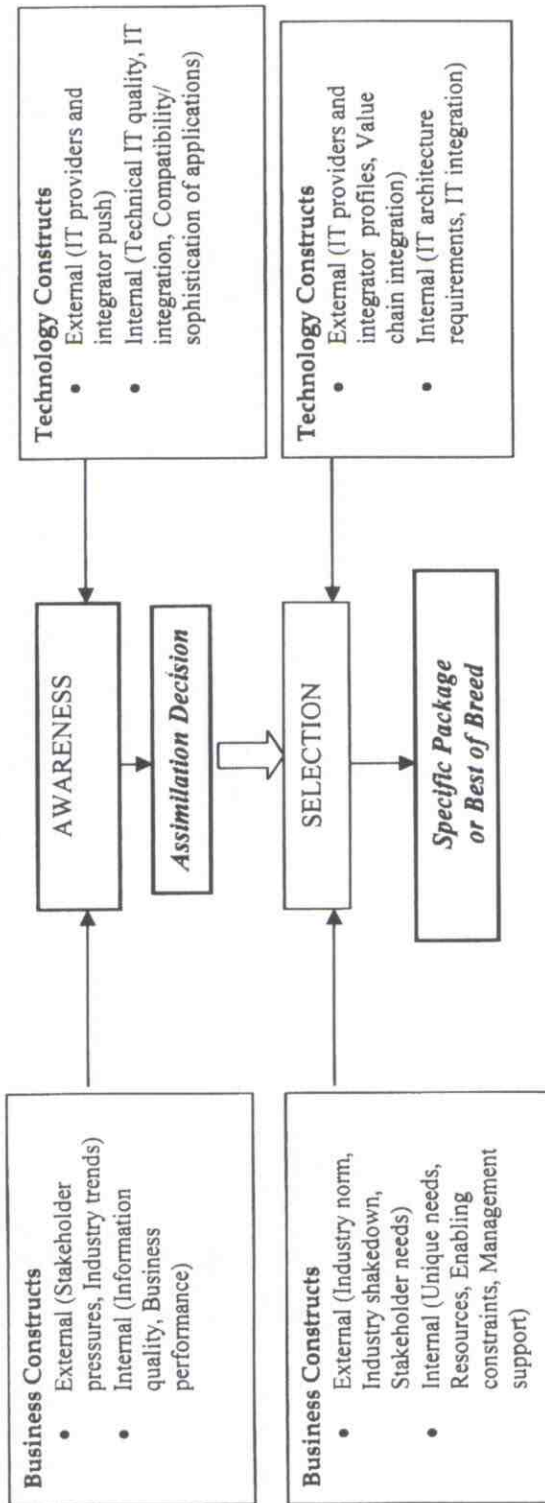 Business Constructs
• External (Stakeholder
pressures, Industry trends)
• Internal (Information
quality, Business
performance)
AWARENESS
Assimilation Decision
Technology Constructs
• External (IT providers and
integrator push)
• Internal (Technical IT quality, IT
integration, Compatibility/
sophistication of applications)
Business Constructs
• External (Industry norm,
Industry shakedown,
Stakeholder needs)
• Internal (Unique needs,
Resources, Enabling
constraints, Management
support)
SELECTION
Specific Package
or Best of Breed
Technology Constructs
• External (IT providers and
integrator profiles, Value
chain integration)
• Internal (IT architecture
requirements, IT integration)